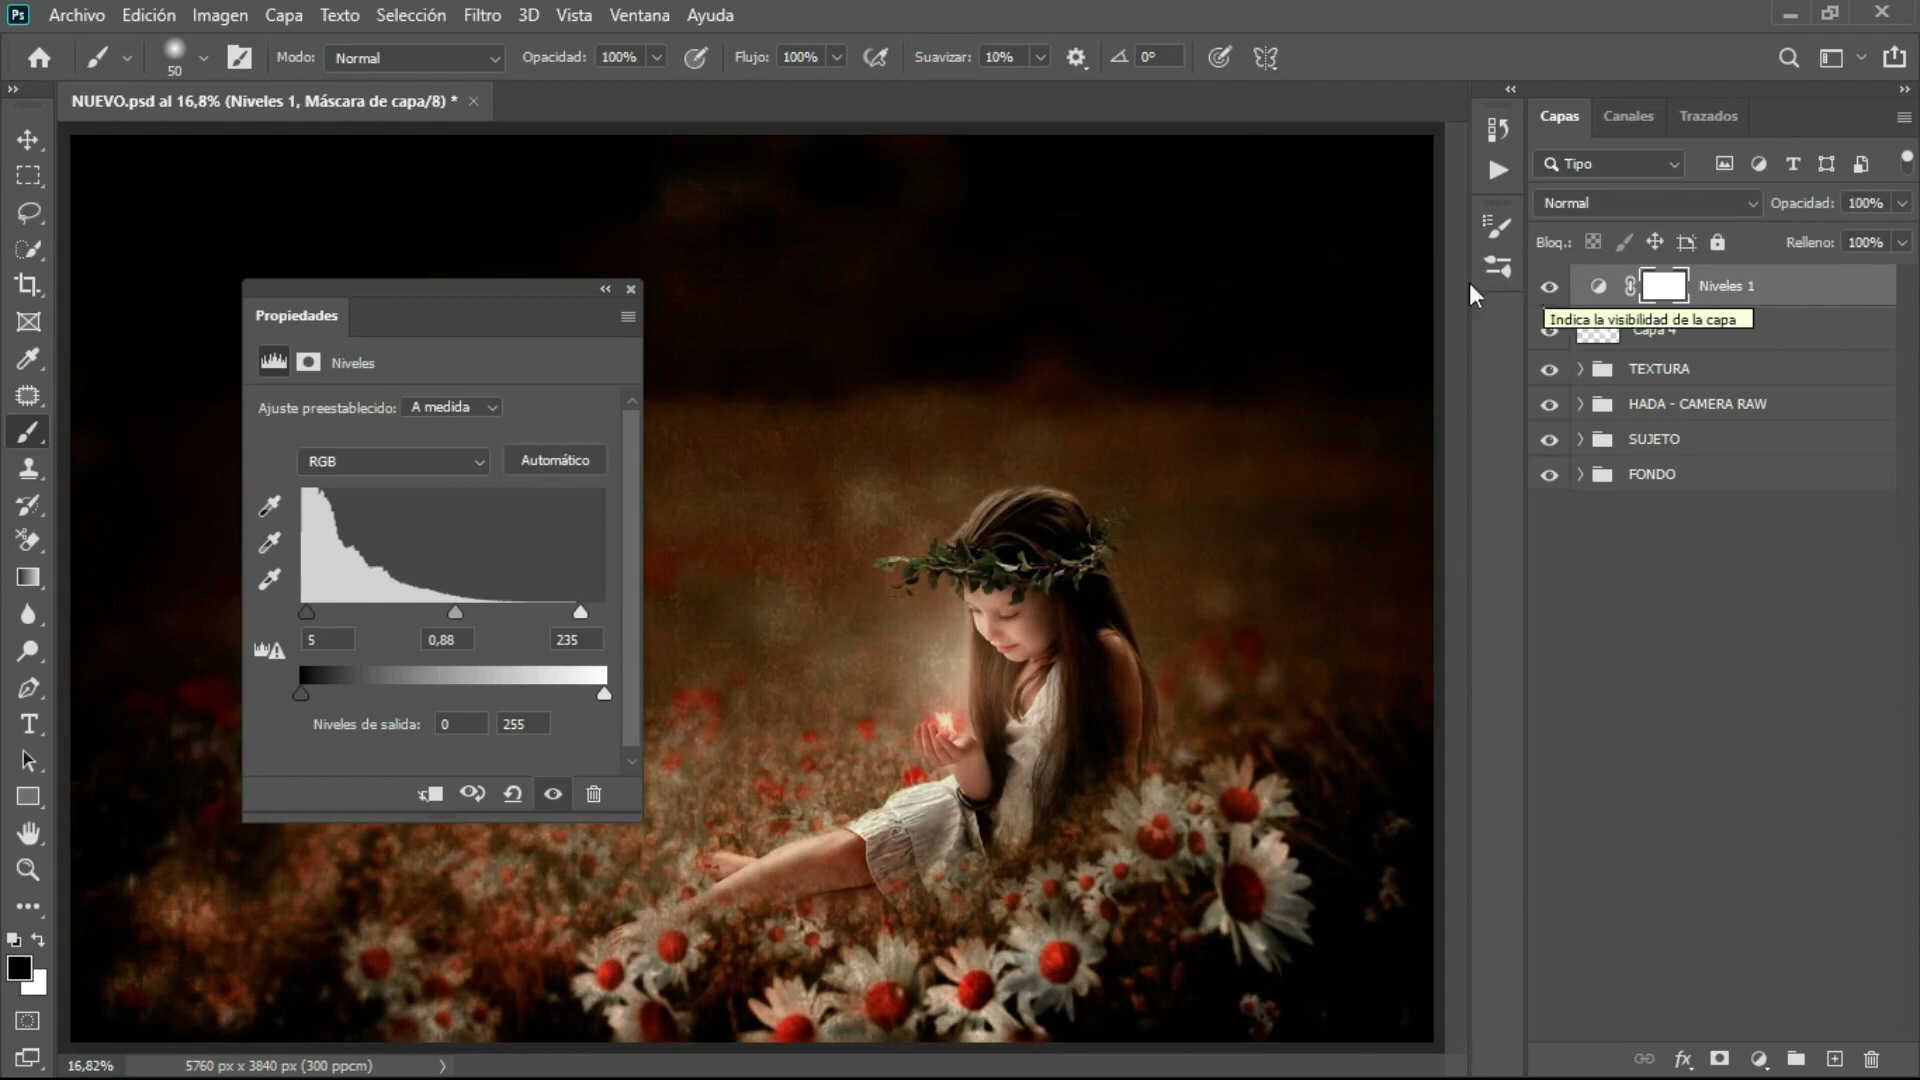 Ps Archivo Edición Imagen Capa Texto Selección Filtro 3D Vista Ventana Ayuda
50 Modo: Normal Opacidad: 100% Flujo: 100% Suavizar: 10% 0°
NUEVO.psd al 16,8% (Niveles 1, Máscara de capa/8) *
Capas Canales Trazados
Tipo
Normal Opacidad: 100%
Bloq.: Relleno: 100%
Niveles 1
Indica la visibilidad de la capa
Capa 4
TEXTURA
HADA - CAMERA RAW
SUJETO
FONDO
Propiedades
Niveles
Ajuste preestablecido: A medida
RGB Automático
5 0,88 235
Niveles de salida: 0 255
16,82% 5760 px x 3840 px (300 ppcm)
fx